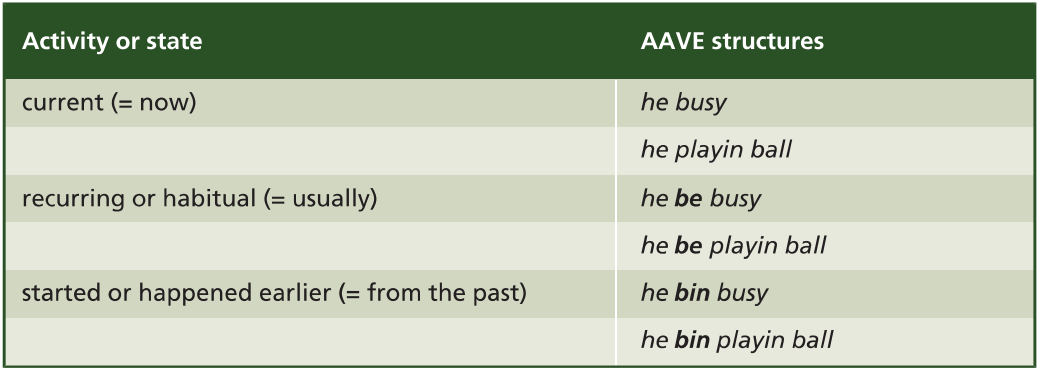 Activity or state AAVE structures
current (= now) he busy
he playin ball
recurring or habitual (= usually) he be busy
he be playin ball
started or happened earlier (= from the past) he bin busy
he bin playin ball